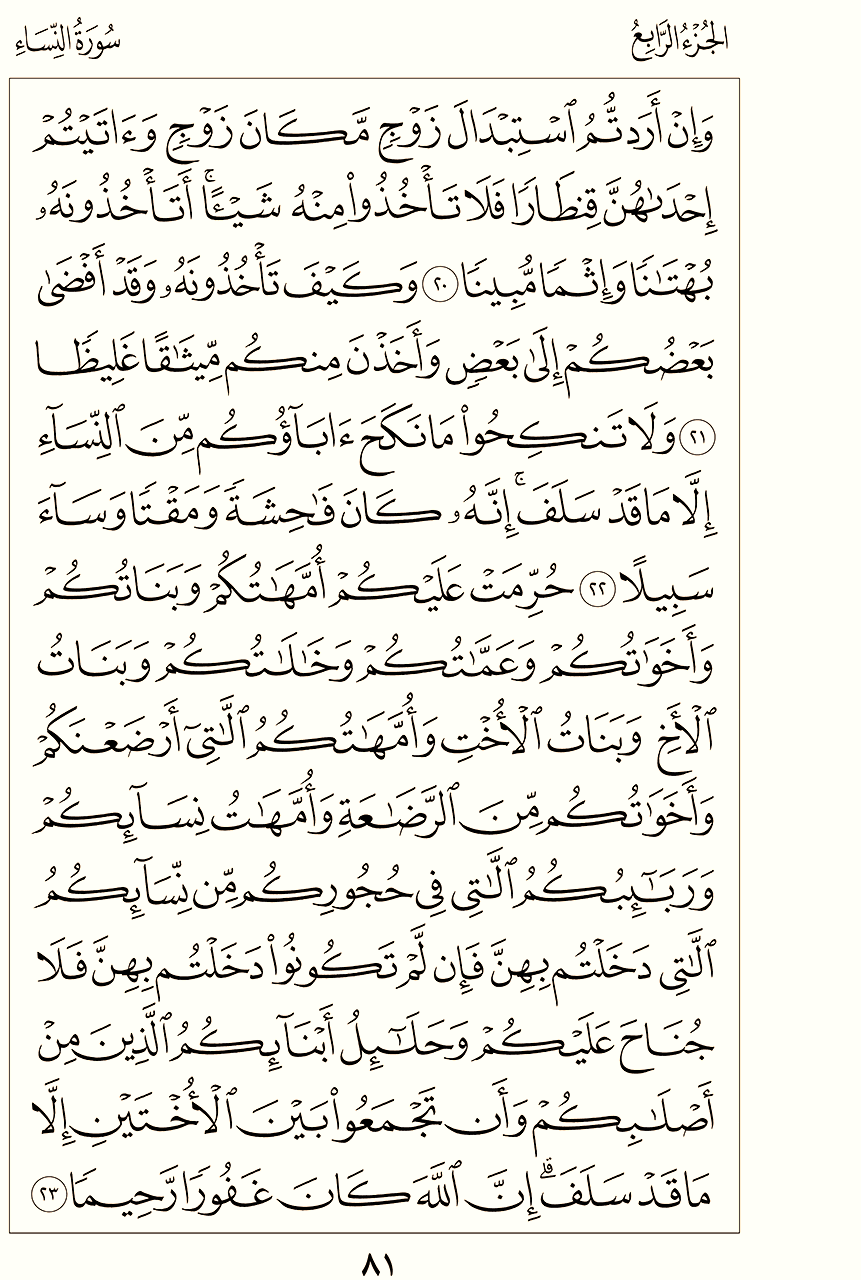 الجُزْءُ الرَّابِعُ
سُورَةُ النِّسَاءِ
وَإِنْ أَرَدتُّمُ ٱسْتِبْدَالَ زَوْجٍ مَّكَانَ زَوْجٍ وَءَاتَيْتُمْ
إِحْدَىٰهُنَّ قِنطَارًا فَلَا تَأْخُذُوا۟ مِنْهُ شَيْـًٔا ۚ أَتَأْخُذُونَهُۥ
بُهْتَـٰنًا وَإِثْمًا مُّبِينًا ٢٠ وَكَيْفَ تَأْخُذُونَهُۥ وَقَدْ أَفْضَىٰ
بَعْضُكُمْ إِلَىٰ بَعْضٍ وَأَخَذْنَ مِنكُم مِّيثَـٰقًا غَلِيظًا
٢١ وَلَا تَنكِحُوا۟ مَا نَكَحَ ءَابَآؤُكُم مِّنَ ٱلنِّسَآءِ
إِلَّا مَا قَدْ سَلَفَ ۚ إِنَّهُۥ كَانَ فَـٰحِشَةً وَمَقْتًا وَسَآءَ
سَبِيلًا ٢٢ حُرِّمَتْ عَلَيْكُمْ أُمَّهَـٰتُكُمْ وَبَنَاتُكُمْ
وَأَخَوَٰتُكُمْ وَعَمَّـٰتُكُمْ وَخَـٰلَـٰتُكُمْ وَبَنَاتُ
ٱلْأَخِ وَبَنَاتُ ٱلْأُخْتِ وَأُمَّهَـٰتُكُمُ ٱلَّـٰتِىٓ أَرْضَعْنَكُمْ
وَأَخَوَٰتُكُم مِّنَ ٱلرَّضَـٰعَةِ وَأُمَّهَـٰتُ نِسَآئِكُمْ
وَرَبَـٰٓئِبُكُمُ ٱلَّـٰتِى فِى حُجُورِكُم مِّن نِّسَآئِكُمُ
ٱلَّـٰتِى دَخَلْتُم بِهِنَّ فَإِن لَّمْ تَكُونُوا۟ دَخَلْتُم بِهِنَّ فَلَا
جُنَاحَ عَلَيْكُمْ وَحَلَـٰٓئِلُ أَبْنَآئِكُمُ ٱلَّذِينَ مِنْ
أَصْلَـٰبِكُمْ وَأَن تَجْمَعُوا۟ بَيْنَ ٱلْأُخْتَيْنِ إِلَّا
مَا قَدْ سَلَفَ ۗ إِنَّ ٱللَّهَ كَانَ غَفُورًا رَّحِيمًا ٢٣
٨١